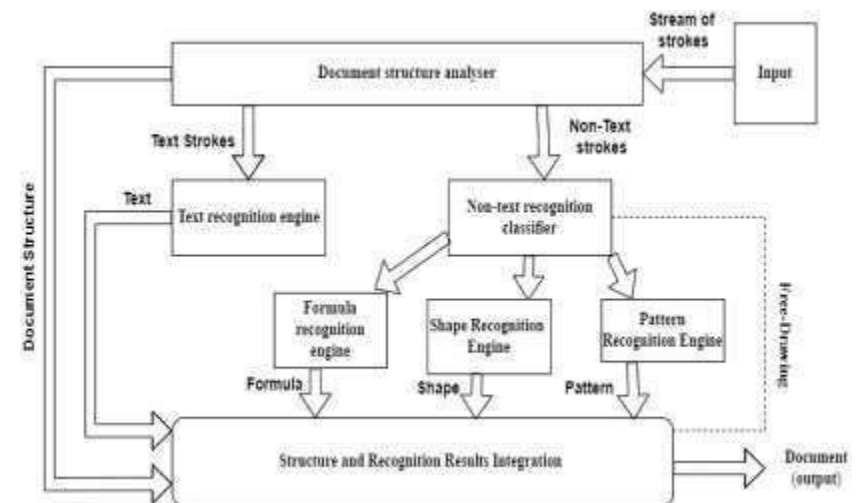 Stream of
strokes
Document structure analyser
Input
Text Strokes
Non-Text
strokes
Document Structure
Text
Text recognition engine
Non-text recognition
classifier
Free-Drawing
Formula
recognition
engine
Shape Recognition
Engine
Pattern
Recognition Engine
Formula
Shape
Pattern
Structure and Recognition Results Integration
Document
(output)